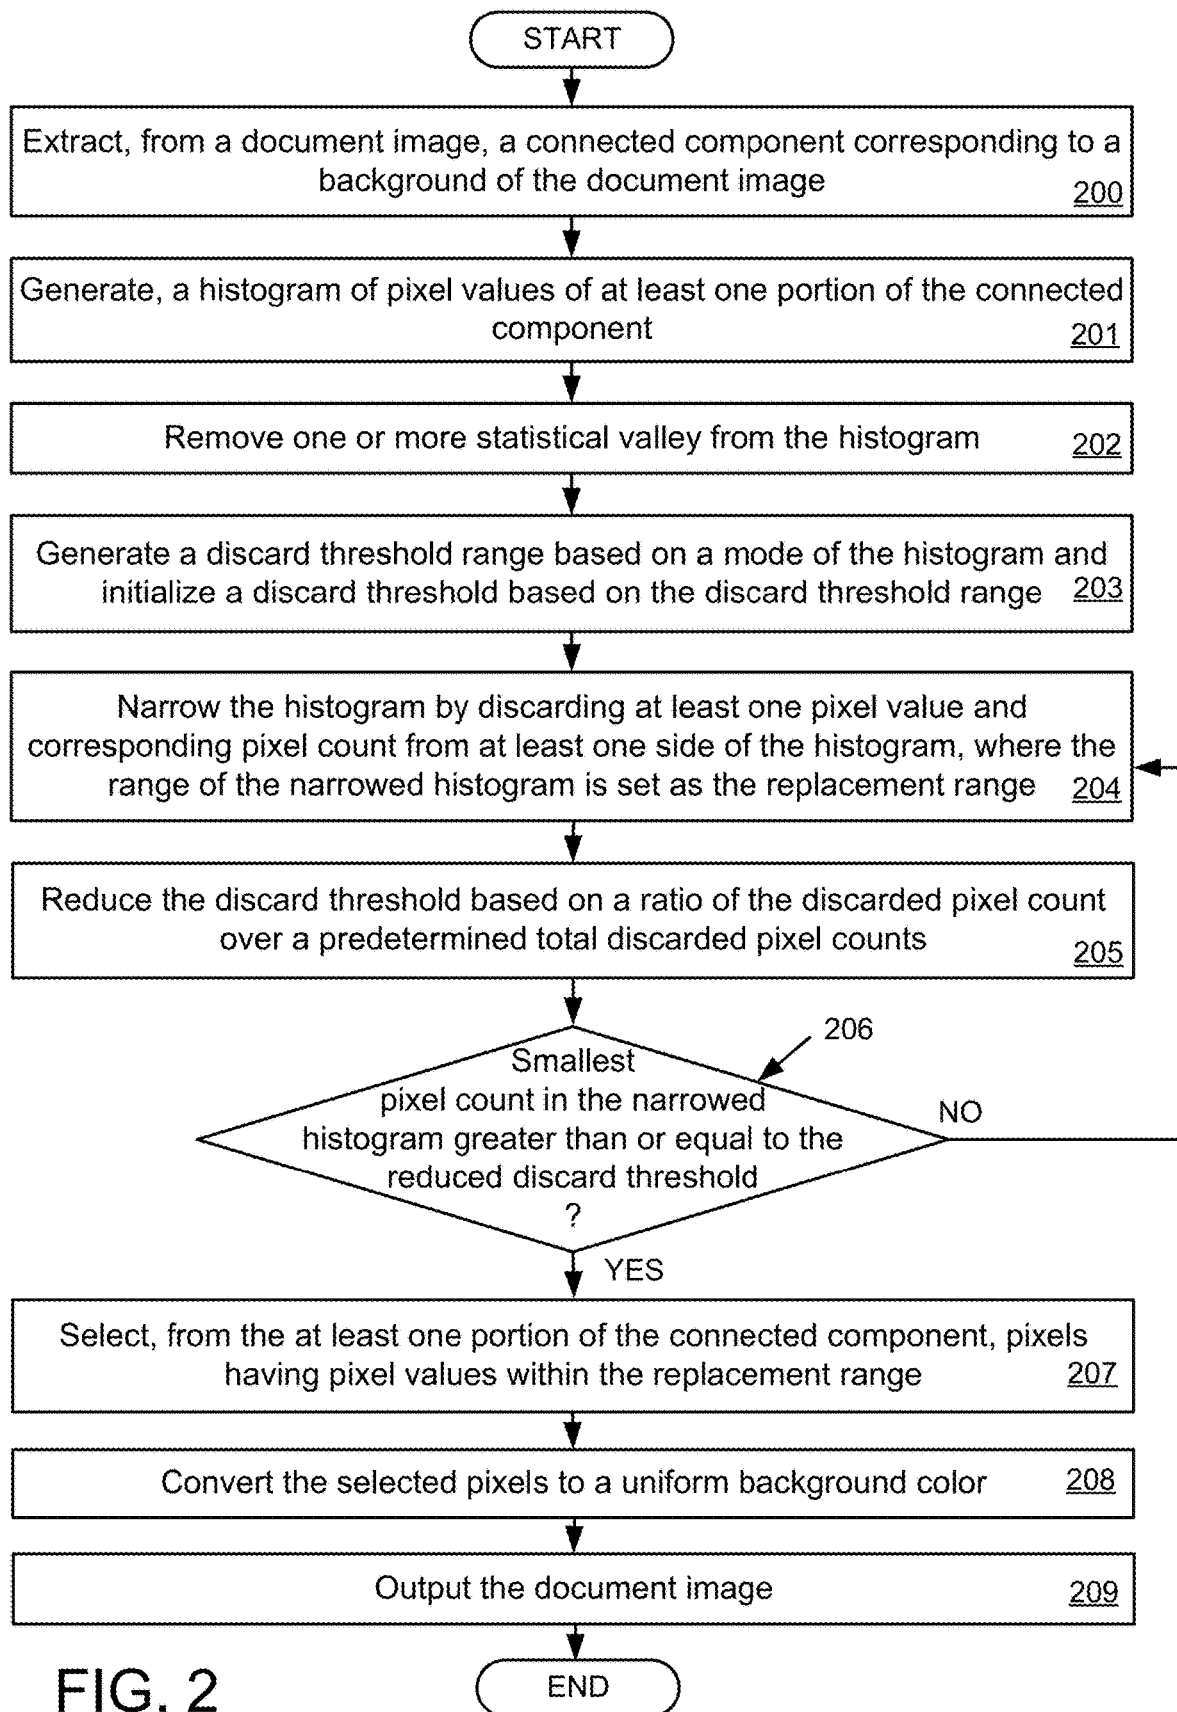 START
Extract, from a document image, a connected component corresponding to a
background of the document image
200
Generate, a histogram of pixel values of at least one portion of the connected
component
201
Remove one or more statistical valley from the histogram
202
Generate a discard threshold range based on a mode of the histogram and
initialize a discard threshold based on the discard threshold range
203
Narrow the histogram by discarding at least one pixel value and
corresponding pixel count from at least one side of the histogram, where the
range of the narrowed histogram is set as the replacement range
204
Reduce the discard threshold based on a ratio of the discarded pixel count
over a predetermined total discarded pixel counts
205
206
Smallest
pixel count in the narrowed
histogram greater than or equal to the
reduced discard threshold
?
NO
YES
Select, from the at least one portion of the connected component, pixels
having pixel values within the replacement range
207
Convert the selected pixels to a uniform background color
208
Output the document image
209
END
FIG. 2